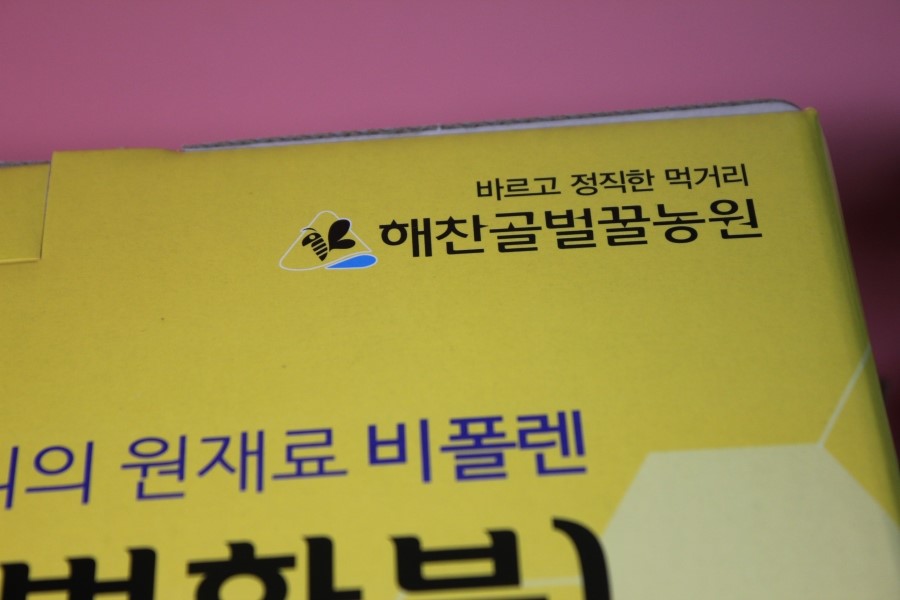 바르고 정직한 먹거리
해찬골벌꿀농원
의 원재료 비폴렌